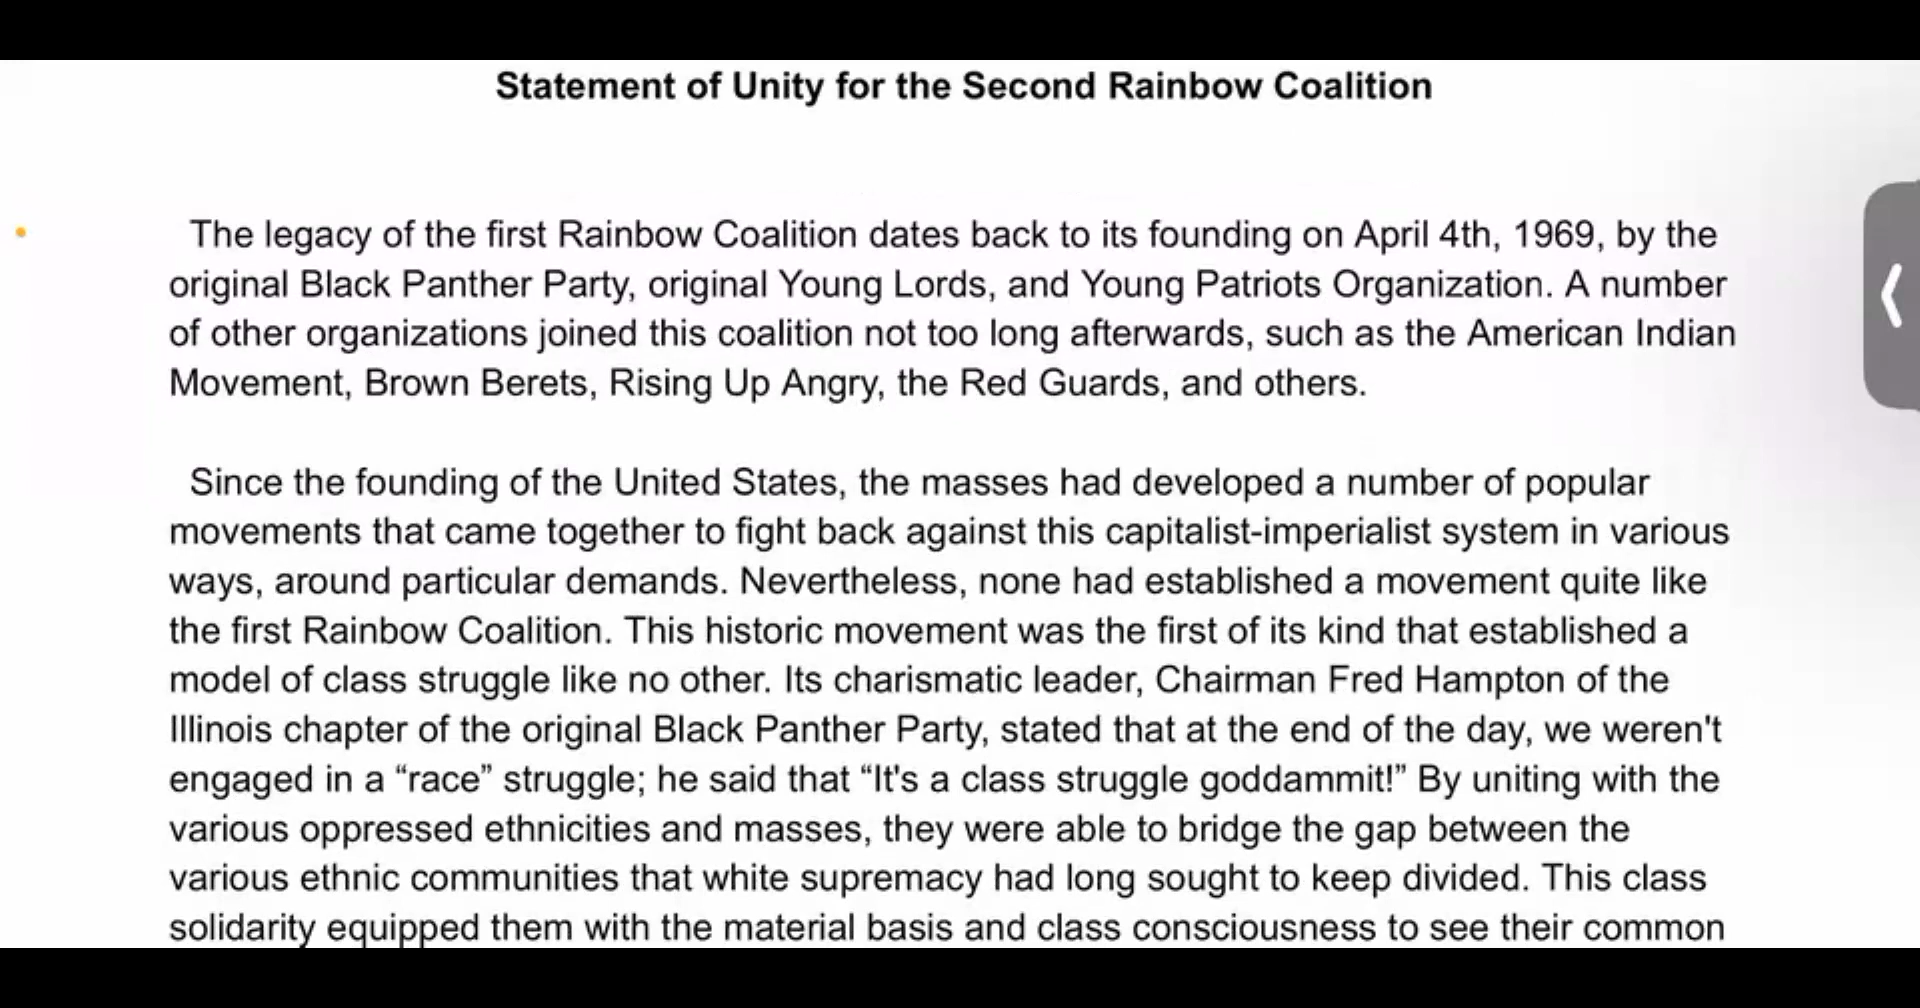 Statement of Unity for the Second Rainbow Coalition
The legacy of the first Rainbow Coalition dates back to its founding on April 4th, 1969, by the
original Black Panther Party, original Young Lords, and Young Patriots Organization. A number
of other organizations joined this coalition not too long afterwards, such as the American Indian
Movement, Brown Berets, Rising Up Angry, the Red Guards, and others.
Since the founding of the United States, the masses had developed a number of popular
movements that came together to fight back against this capitalist-imperialist system in various
ways, around particular demands. Nevertheless, none had established a movement quite like
the first Rainbow Coalition. This historic movement was the first of its kind that established a
model of class struggle like no other. Its charismatic leader, Chairman Fred Hampton of the
Illinois chapter of the original Black Panther Party, stated that at the end of the day, we weren't
engaged in a “race” struggle; he said that “It's a class struggle goddammit!” By uniting with the
various oppressed ethnicities and masses, they were able to bridge the gap between the
various ethnic communities that white supremacy had long sought to keep divided. This class
solidarity equipped them with the material basis and class consciousness to see their common